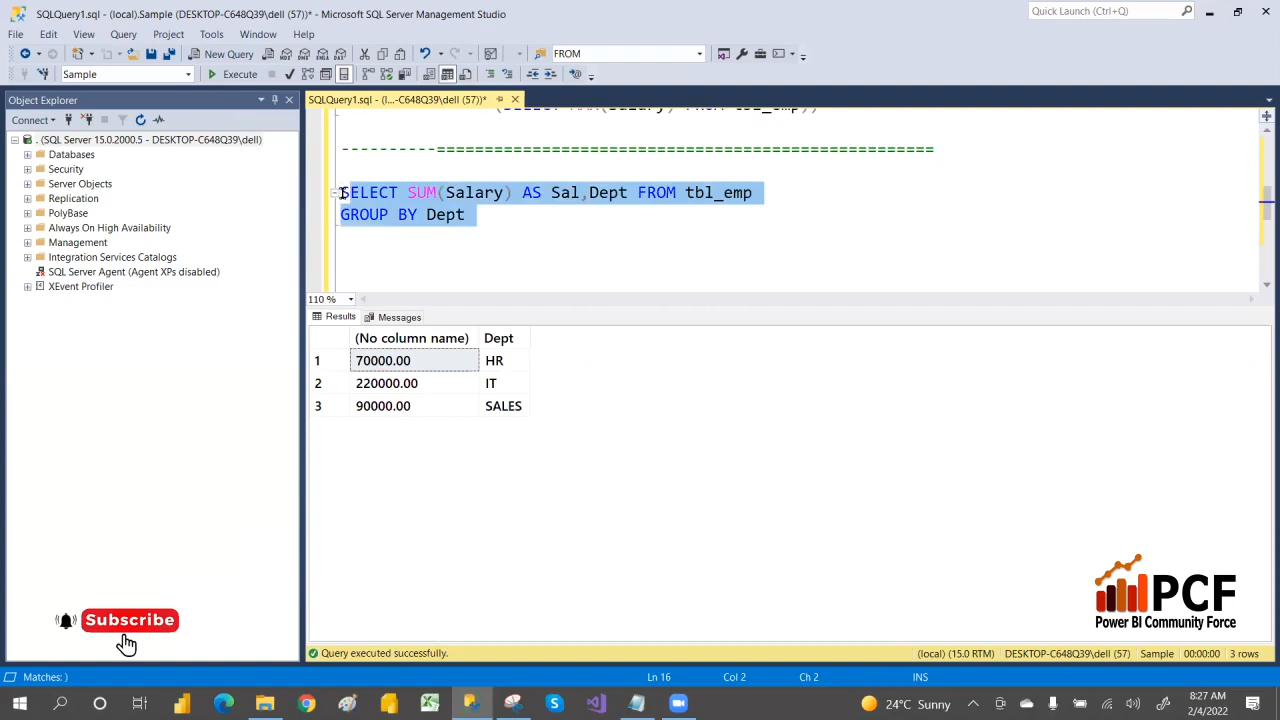 SQLQuery1.sql - (local).Sample (DESKTOP-C648Q39\dell (57))* - Microsoft SQL Server Management Studio
Quick Launch (Ctrl+Q)
File Edit View Query Project Tools Window Help
New Query
FROM
Sample
Execute
Object Explorer
SQLQuery1.sql - (l...-C648Q39\dell (57))*
Connect
. (SQL Server 15.0.2000.5 - DESKTOP-C648Q39\dell)
Databases
Security
Server Objects
Replication
PolyBase
Always On High Availability
Management
Integration Services Catalogs
SQL Server Agent (Agent XPs disabled)
XEvent Profiler
----------====================================================
SELECT SUM(Salary) AS Sal,Dept FROM tbl_emp
GROUP BY Dept
110 %
Results Messages
(No column name) Dept
1 70000.00 HR
2 220000.00 IT
3 90000.00 SALES
PCF
Power BI Community Force
Subscribe
Query executed successfully. (local) (15.0 RTM) DESKTOP-C648Q39\dell (57) Sample 00:00:00 3 rows
Matches: ) Ln 16 Col 2 Ch 2 INS
24°C Sunny
8:27 AM
2/4/2022